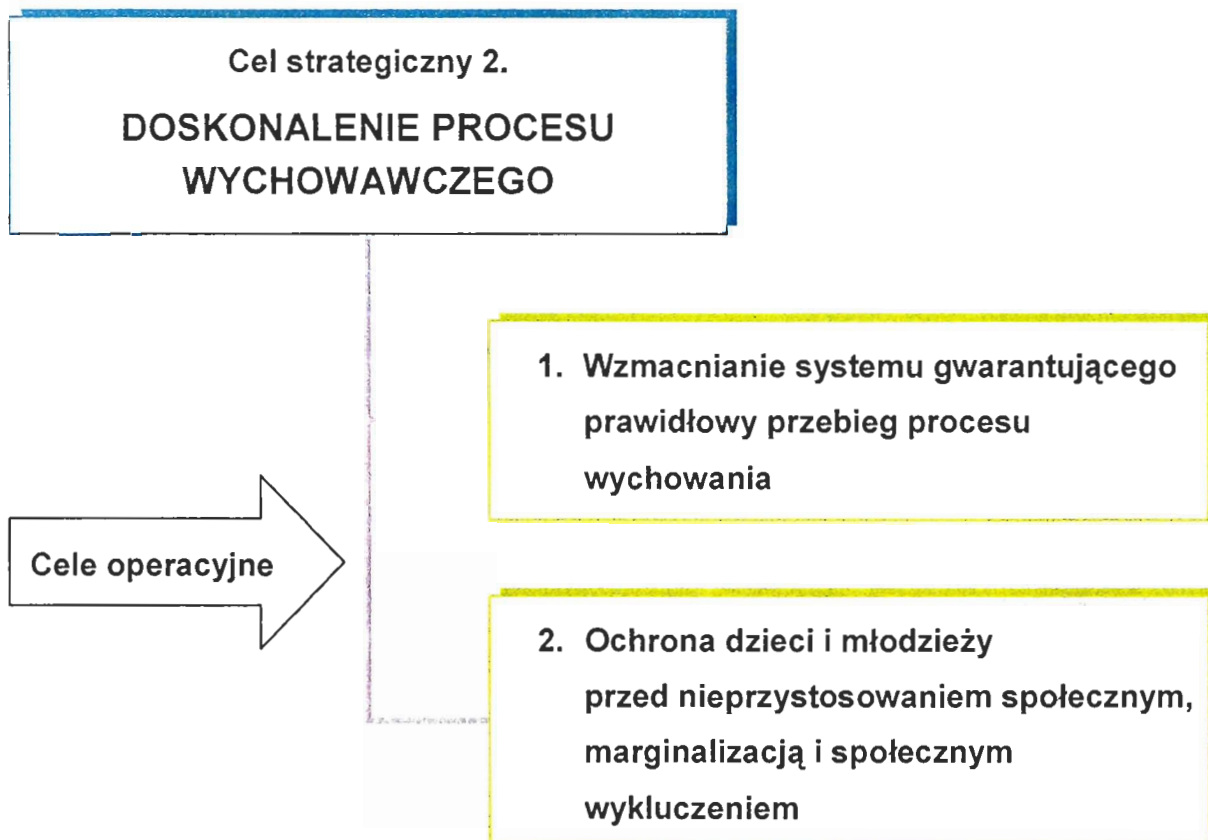 Cel strategiczny 2.
DOSKONALENIE PROCESU
WYCHOWAWCZEGO
1. Wzmacnianie systemu gwarantującego
prawidłowy przebieg procesu
wychowania
Cele operacyjne
2. Ochrona dzieci i młodzieży
przed nieprzystosowaniem społecznym,
marginalizacją i społecznym
wykluczeniem